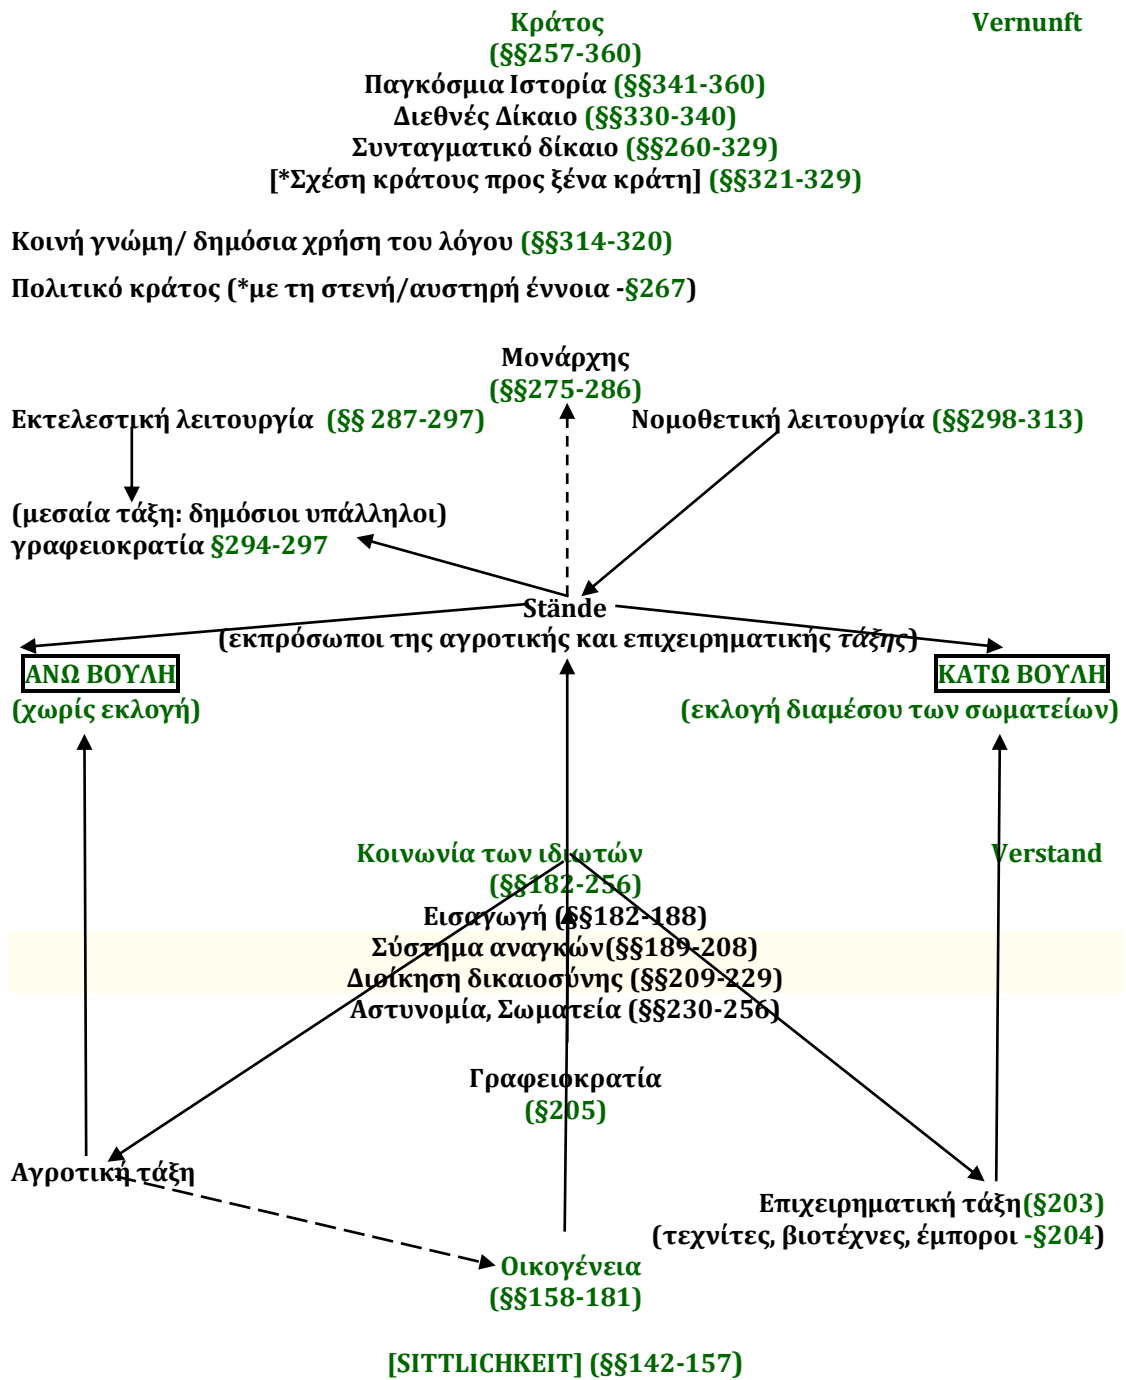 Κράτος Vernunft
(§§257-360)
Παγκόσμια Ιστορία (§§341-360)
Διεθνές Δίκαιο (§§330-340)
Συνταγματικό δίκαιο (§§260-329)
[*Σχέση κράτους προς ξένα κράτη] (§§321-329)
Κοινή γνώμη/ δημόσια χρήση του λόγου (§§314-320)
Πολιτικό κράτος (*με τη στενή/αυστηρή έννοια -§267)
Μονάρχης
(§§275-286)
Εκτελεστική λειτουργία (§§ 287-297) Νομοθετική λειτουργία (§§298-313)
(μεσαία τάξη: δημόσιοι υπάλληλοι)
γραφειοκρατία §294-297
Stände
(εκπρόσωποι της αγροτικής και επιχειρηματικής τάξης)
ΑΝΩ ΒΟΥΛΗ ΚΑΤΩ ΒΟΥΛΗ
(χωρίς εκλογή) (εκλογή διαμέσου των σωματείων)
Κοινωνία των ιδιωτών Verstand
(§§182-256)
Εισαγωγή (§§182-188)
Σύστημα αναγκών(§§189-208)
Διοίκηση δικαιοσύνης (§§209-229)
Αστυνομία, Σωματεία (§§230-256)
Γραφειοκρατία
(§205)
Αγροτική τάξη
Επιχειρηματική τάξη(§203)
(τεχνίτες, βιοτέχνες, έμποροι -§204)
Οικογένεια
(§§158-181)
[SITTLICHKEIT] (§§142-157)